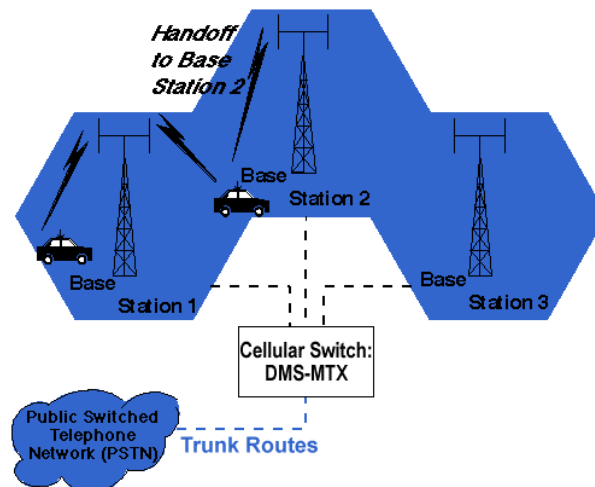 Handoff
to Base
Station 2
Base
Station 2
Base
Station 1
Base
Station 3
Cellular Switch:
DMS-MTX
Public Switched
Telephone
Network (PSTN)
Trunk Routes